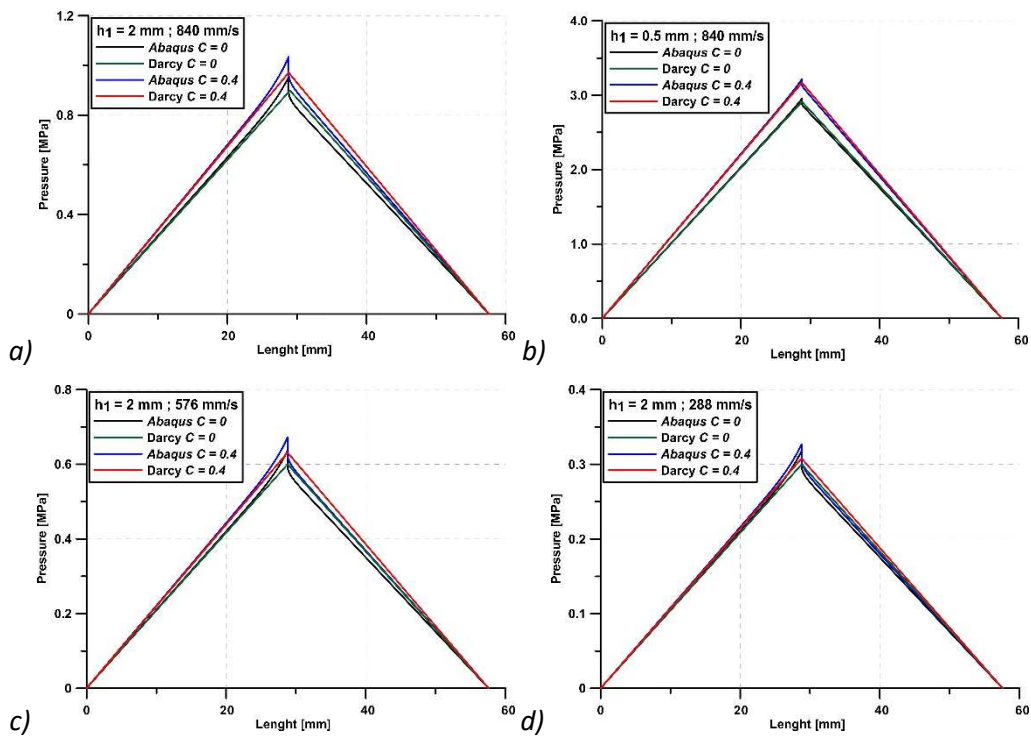 h1 = 2 mm ; 840 mm/s
Abaqus C = 0
Darcy C = 0
Abaqus C = 0.4
Darcy C = 0.4
1.2
0.8
0.4
0
Pressure [MPa]
0 20 40 60
Lenght [mm]
a)
h1 = 0.5 mm ; 840 mm/s
Abaqus C = 0
Darcy C = 0
Abaqus C = 0.4
Darcy C = 0.4
4.0
3.0
2.0
1.0
0.0
Pressure [MPa]
0 20 40 60
Lenght [mm]
b)
h1 = 2 mm ; 576 mm/s
Abaqus C = 0
Darcy C = 0
Abaqus C = 0.4
Darcy C = 0.4
0.8
0.6
0.4
0.2
0
Pressure [MPa]
0 20 40 60
Lenght [mm]
c)
h1 = 2 mm ; 288 mm/s
Abaqus C = 0
Darcy C = 0
Abaqus C = 0.4
Darcy C = 0.4
0.4
0.3
0.2
0.1
0
Pressure [MPa]
0 20 40 60
Lenght [mm]
d)